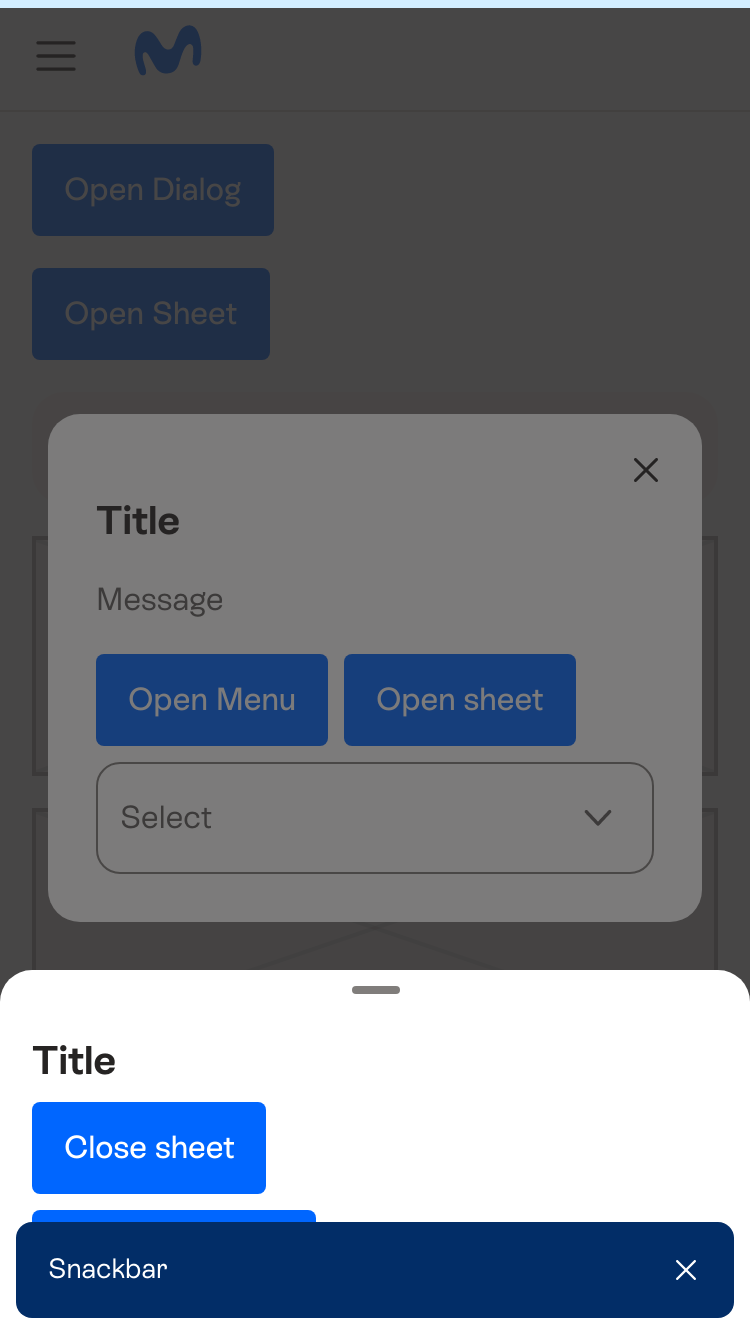 Open Dialog
Open Sheet
Title
Message
Open Menu
Open sheet
Select
Title
Close sheet
Snackbar